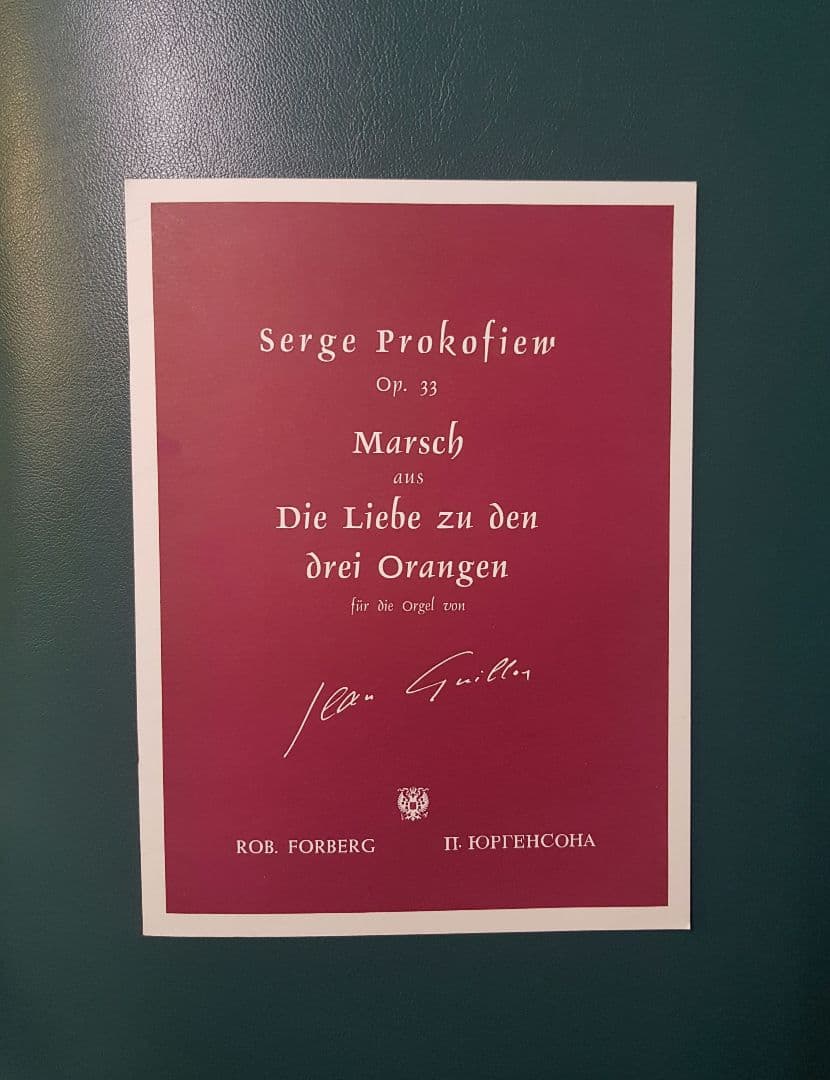 Serge Prokofiew
Op. 33
Marsch
aus
Die Liebe zu den
drei Orangen
für die Orgel von
Jean Guillou
ROB. FORBERG П. ЮРГЕНСОНА